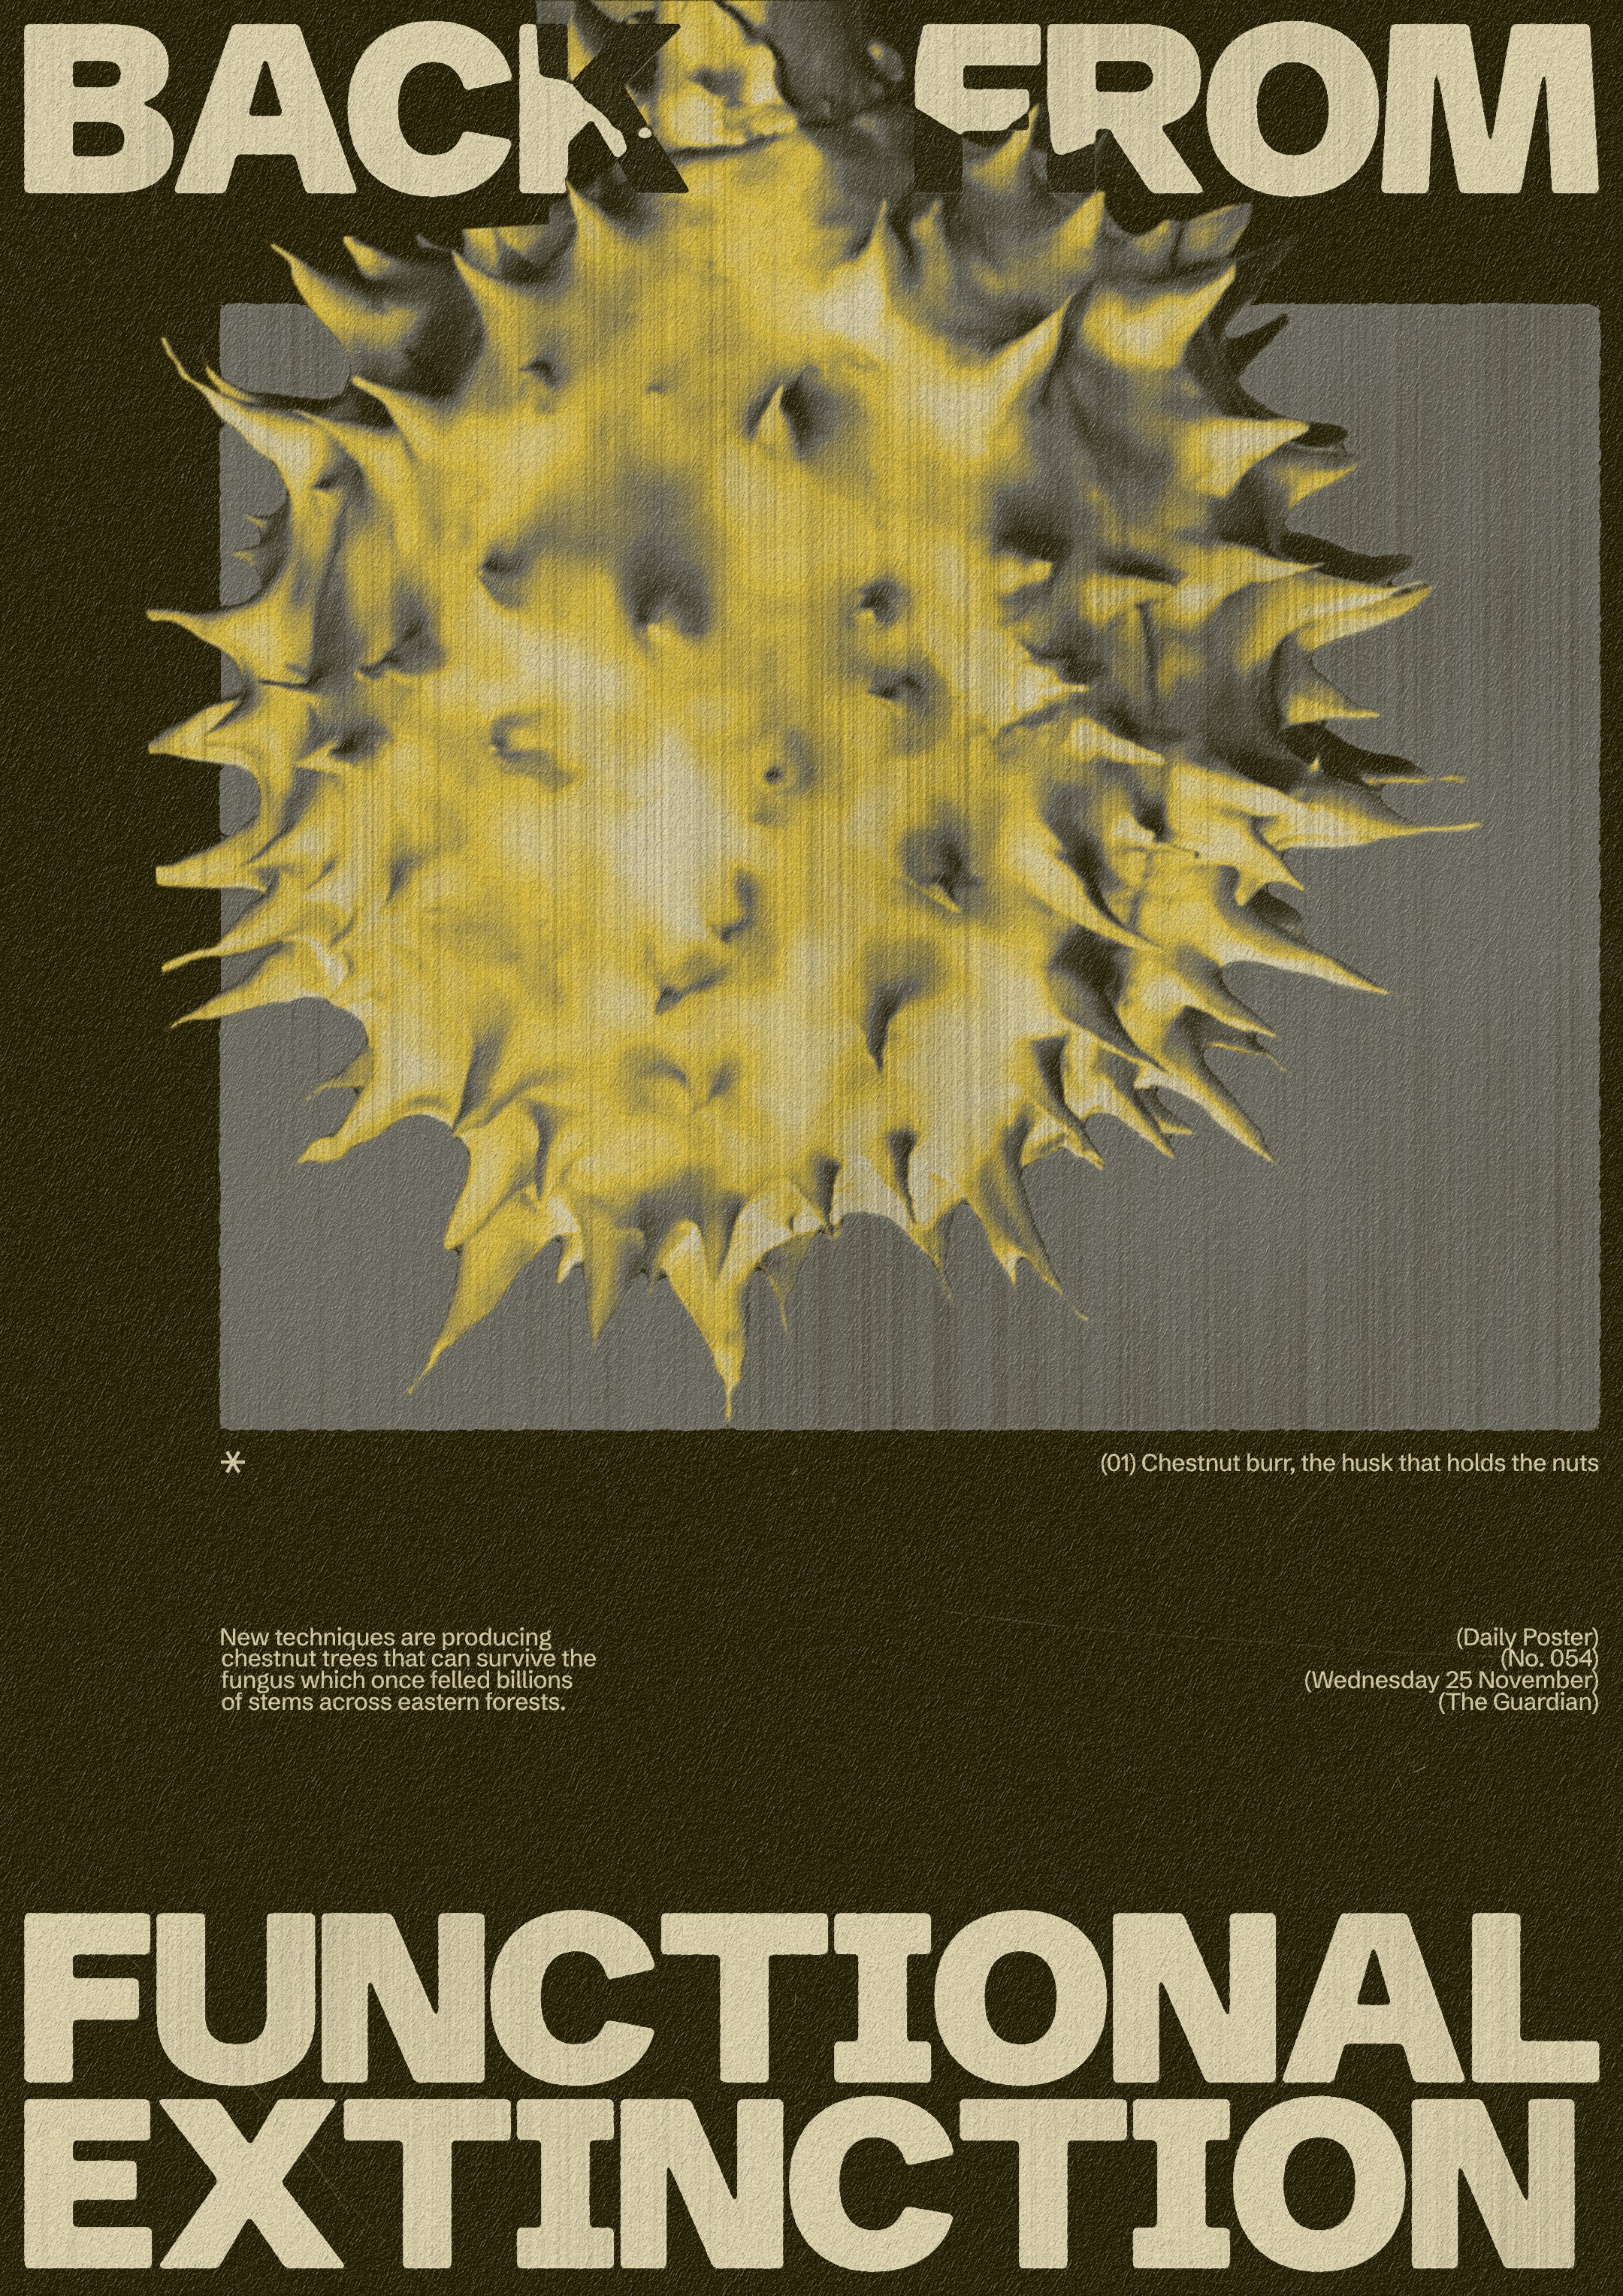 BACK FROM
*
(01) Chestnut burr, the husk that holds the nuts
New techniques are producing
chestnut trees that can survive the
fungus which once felled billions
of stems across eastern forests.
(Daily Poster)
(No. 054)
(Wednesday 25 November)
(The Guardian)
FUNCTIONAL
EXTINCTION